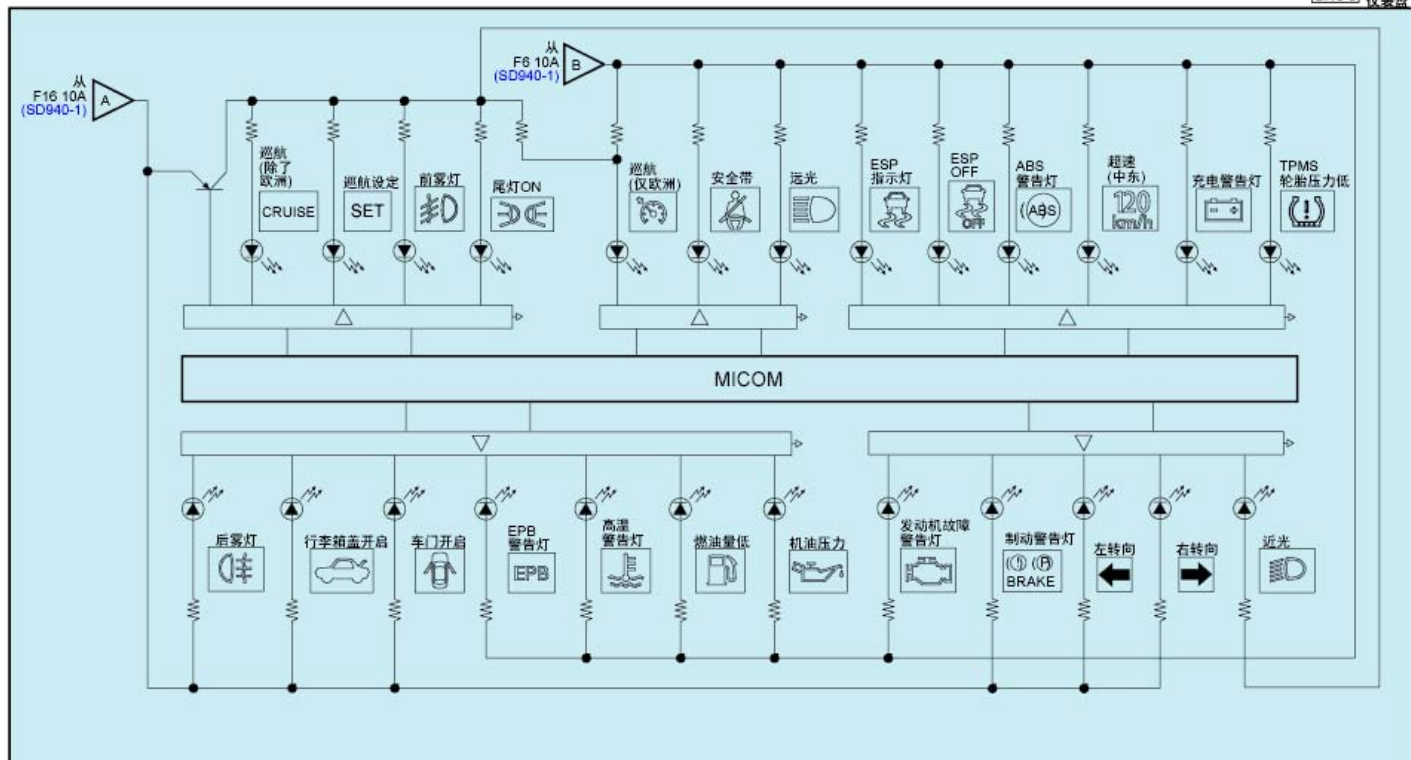 仪表盘
从
F16 10A
(SD940-1)
A
从
F6 10A
(SD940-1)
B
巡航
(除了
欧洲)
CRUISE
巡航设定
SET
前雾灯
尾灯ON
巡航
(仅欧洲)
安全带
远光
ESP
指示灯
ESP
OFF
OFF
ABS
警告灯
(ABS)
超速
(中东)
120
km/h
充电警告灯
TPMS
轮胎压力低
MICOM
后雾灯
行李箱盖开启
车门开启
EPB
警告灯
EPB
高温
警告灯
燃油量低
机油压力
发动机故障
警告灯
制动警告灯
(!) (P)
BRAKE
左转向
右转向
近光